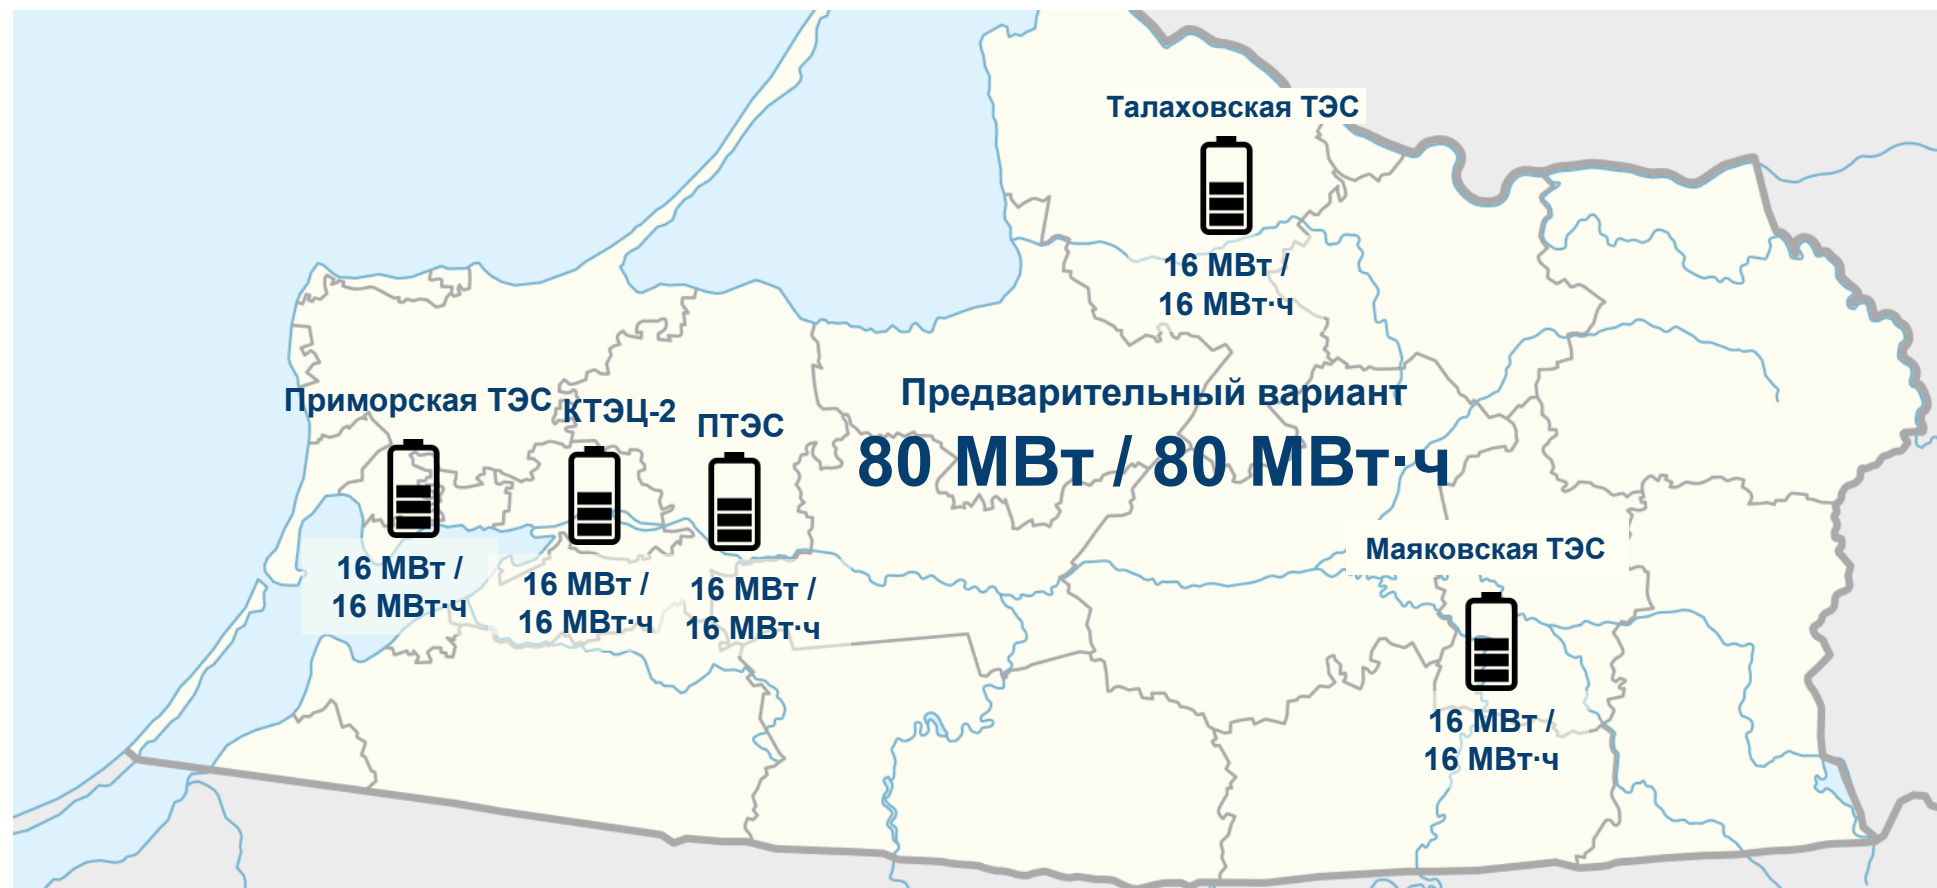 Талаховская ТЭС
16 МВт /
16 МВт·ч
Предварительный вариант
80 МВт / 80 МВт·ч
Приморская ТЭС
16 МВт /
16 МВт·ч
КТЭЦ-2
16 МВт /
16 МВт·ч
ПТЭС
16 МВт /
16 МВт·ч
Маяковская ТЭС
16 МВт /
16 МВт·ч